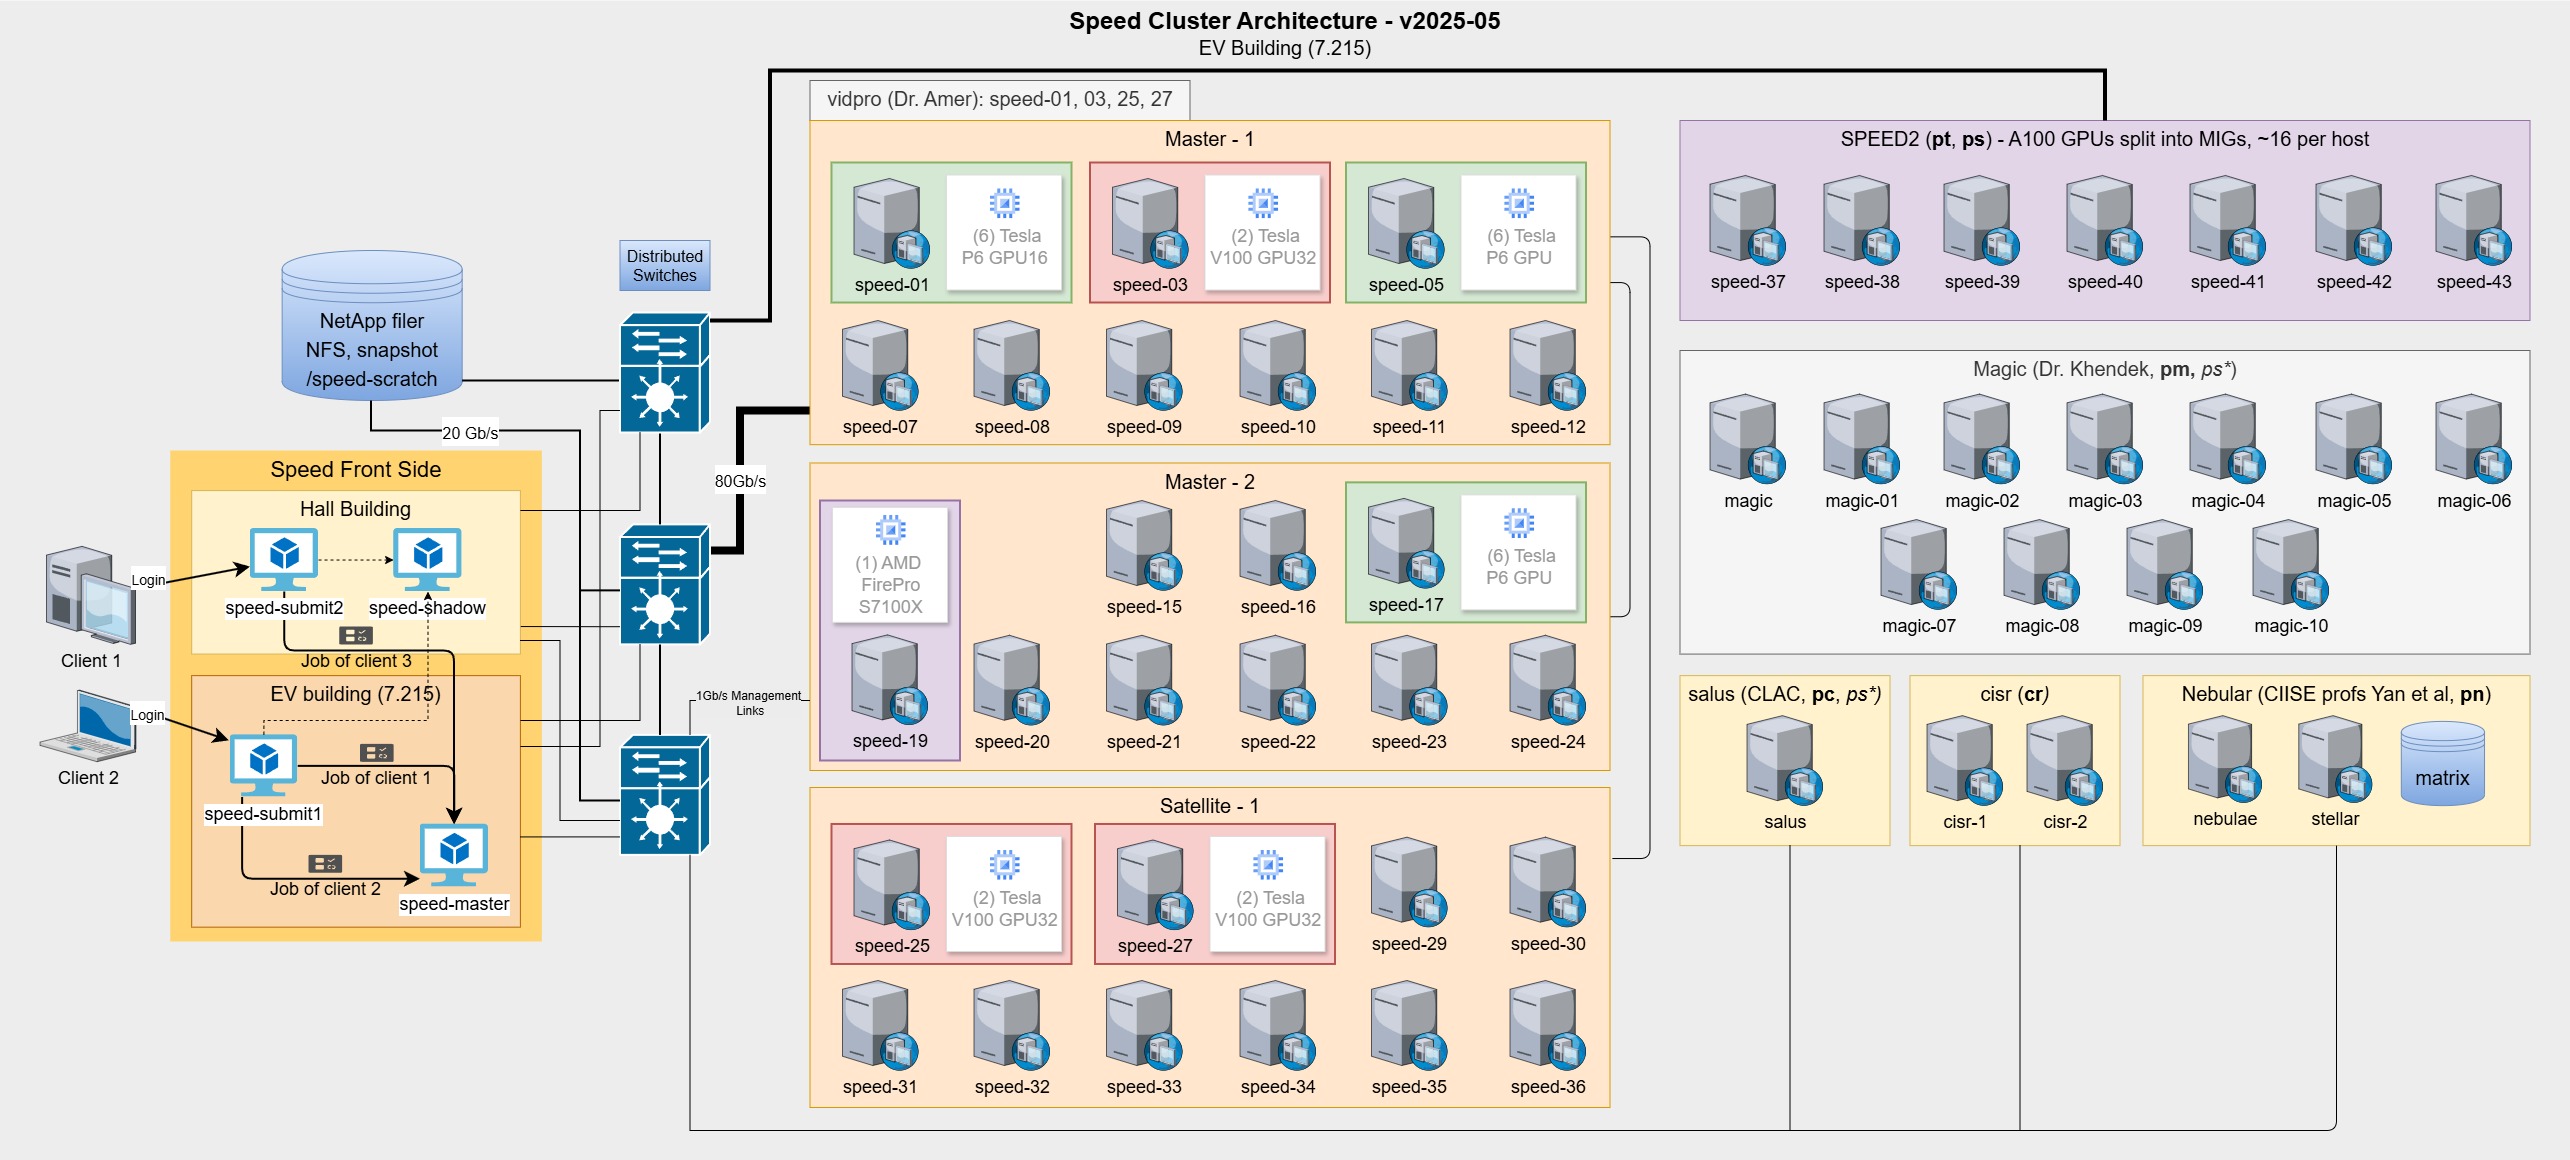 Speed Cluster Architecture - v2025-05
EV Building (7.215)
vidpro (Dr. Amer): speed-01, 03, 25, 27
Distributed
Switches
NetApp filer
NFS, snapshot
/speed-scratch
20 Gb/s
80Gb/s
1Gb/s Management
Links
Speed Front Side
Hall Building
Client 1
Login
speed-submit2
speed-shadow
Job of client 3
EV building (7.215)
Client 2
Login
speed-submit1
Job of client 1
Job of client 2
speed-master
Master - 1
speed-01
(6) Tesla
P6 GPU16
speed-03
(2) Tesla
V100 GPU32
speed-05
(6) Tesla
P6 GPU
speed-07
speed-08
speed-09
speed-10
speed-11
speed-12
Master - 2
(1) AMD
FirePro
S7100X
speed-15
speed-16
speed-17
(6) Tesla
P6 GPU
speed-19
speed-20
speed-21
speed-22
speed-23
speed-24
Satellite - 1
speed-25
(2) Tesla
V100 GPU32
speed-27
(2) Tesla
V100 GPU32
speed-29
speed-30
speed-31
speed-32
speed-33
speed-34
speed-35
speed-36
SPEED2 (pt, ps) - A100 GPUs split into MIGs, ~16 per host
speed-37
speed-38
speed-39
speed-40
speed-41
speed-42
speed-43
Magic (Dr. Khendek, pm, ps*)
magic
magic-01
magic-02
magic-03
magic-04
magic-05
magic-06
magic-07
magic-08
magic-09
magic-10
salus (CLAC, pc, ps*)
salus
cisr (cr)
cisr-1
cisr-2
Nebular (CIISE profs Yan et al, pn)
nebulae
stellar
matrix